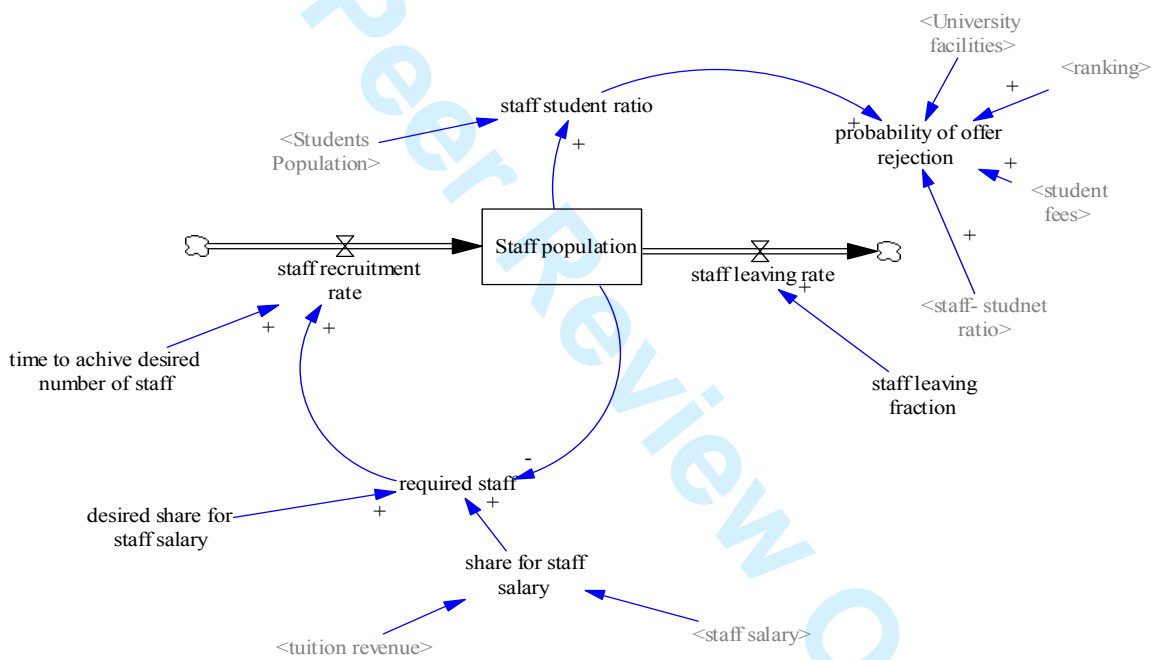 <University
facilities>
<ranking>
+
staff student ratio
+
probability of offer
rejection
<Students
Population>
+
+
<student
fees>
+
Staff population
staff recruitment
rate
staff leaving rate
+
<staff- studnet
ratio>
+
+
time to achive desired
number of staff
staff leaving
fraction
-
required staff
+
+
desired share for
staff salary
share for staff
salary
<tuition revenue>
<staff salary>
Peer Review O